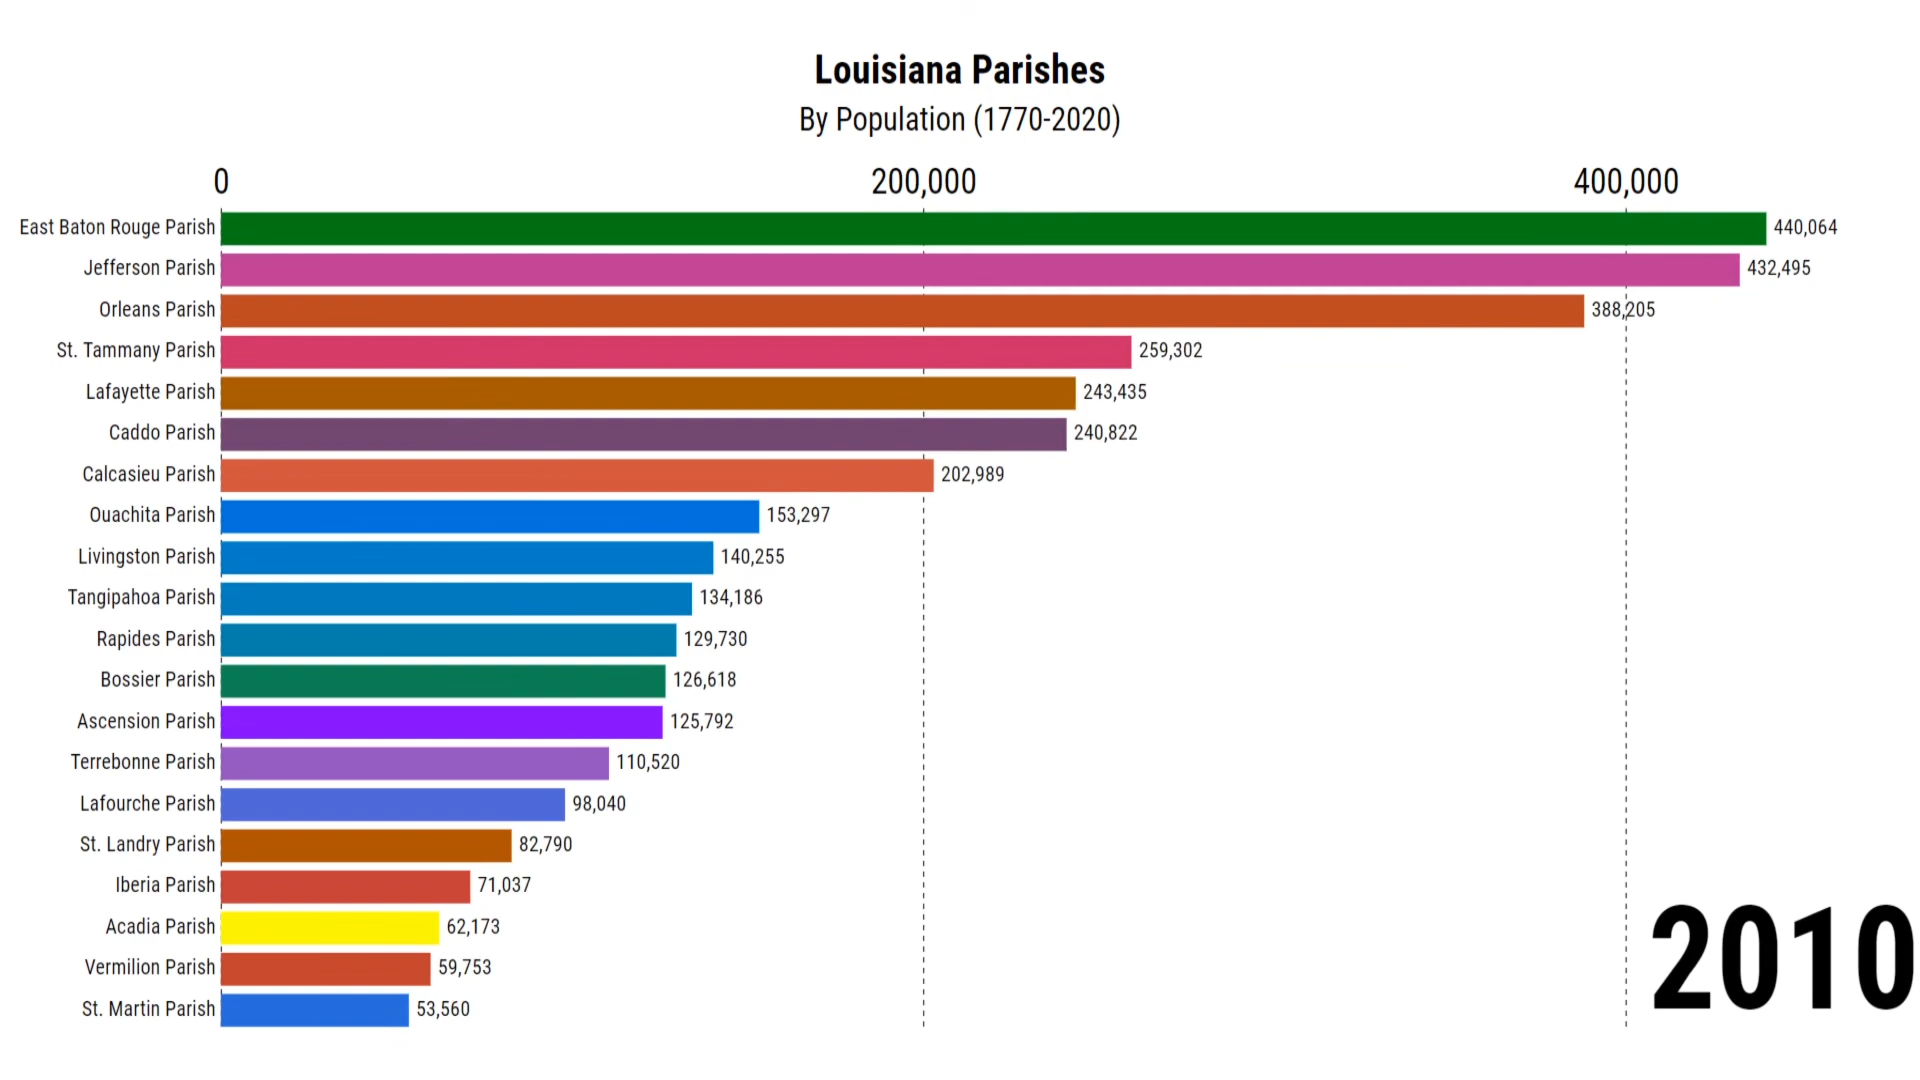 Louisiana Parishes
By Population (1770-2020)
0 200,000 400,000
East Baton Rouge Parish 440,064
Jefferson Parish 432,495
Orleans Parish 388,205
St. Tammany Parish 259,302
Lafayette Parish 243,435
Caddo Parish 240,822
Calcasieu Parish 202,989
Ouachita Parish 153,297
Livingston Parish 140,255
Tangipahoa Parish 134,186
Rapides Parish 129,730
Bossier Parish 126,618
Ascension Parish 125,792
Terrebonne Parish 110,520
Lafourche Parish 98,040
St. Landry Parish 82,790
Iberia Parish 71,037
Acadia Parish 62,173
Vermilion Parish 59,753
St. Martin Parish 53,560
2010